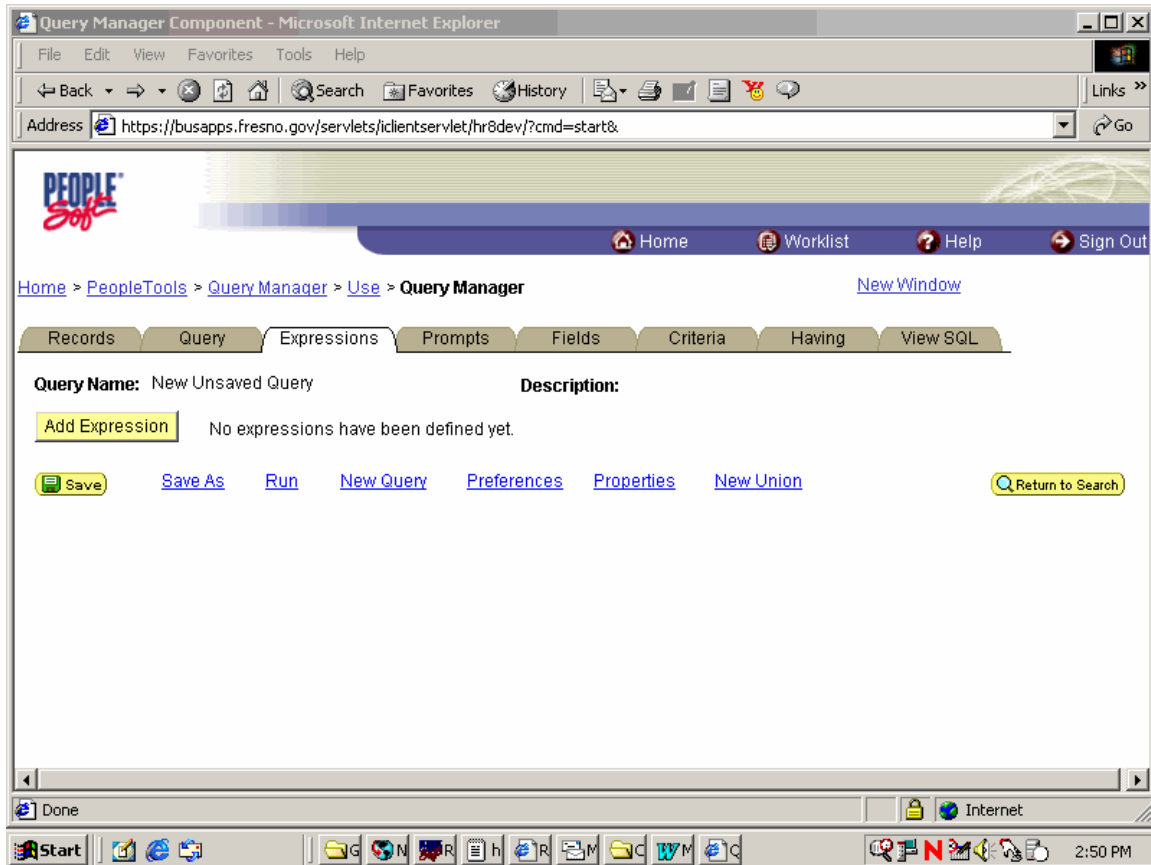 Query Manager Component - Microsoft Internet Explorer
File Edit View Favorites Tools Help
Back Search Favorites History Links »
Address https://busapps.fresno.gov/servlets/iclientservlet/hr8dev/?cmd=start& Go
PEOPLE Soft
Home Worklist Help Sign Out
Home > PeopleTools > Query Manager > Use > Query Manager New Window
Records Query Expressions Prompts Fields Criteria Having View SQL
Query Name: New Unsaved Query Description:
Add Expression No expressions have been defined yet.
Save Save As Run New Query Preferences Properties New Union Return to Search
Done Internet
Start G N R h R M C M C N 2:50 PM